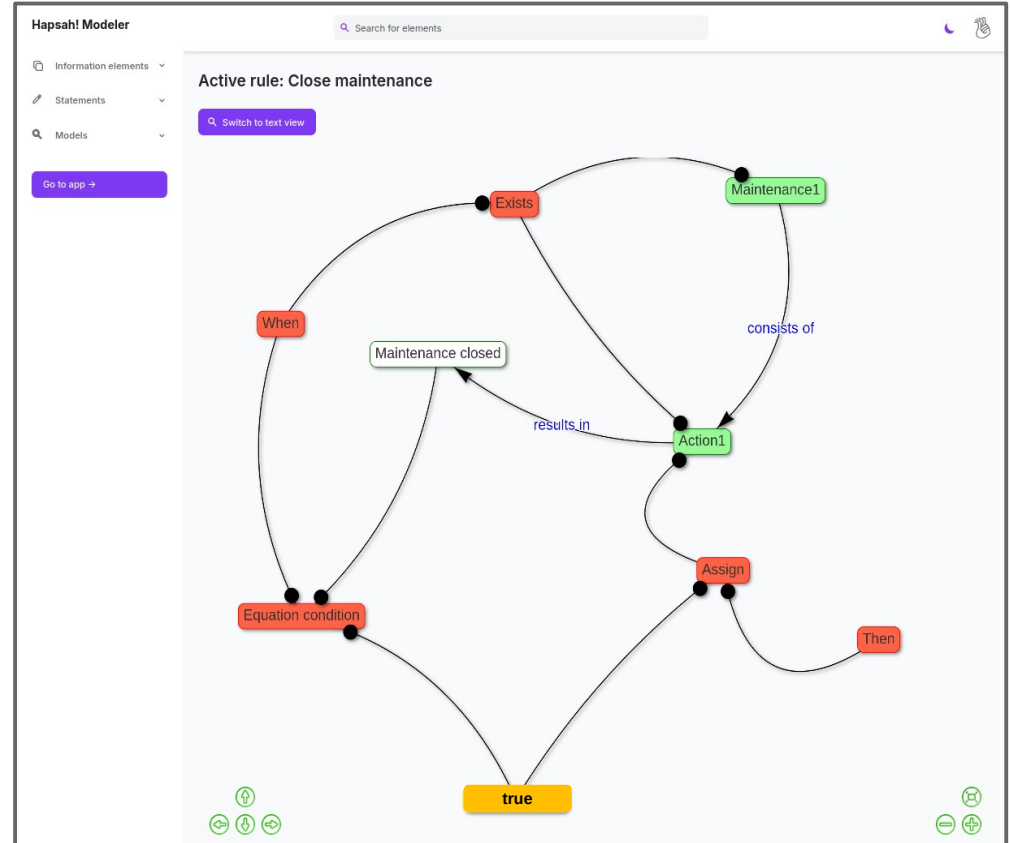 Hapsah! Modeler
Search for elements
Information elements
Statements
Models
Go to app →
Active rule: Close maintenance
Switch to text view
Exists
Maintenance1
When
consists of
Maintenance closed
results in
Action1
Assign
Equation condition
Then
true